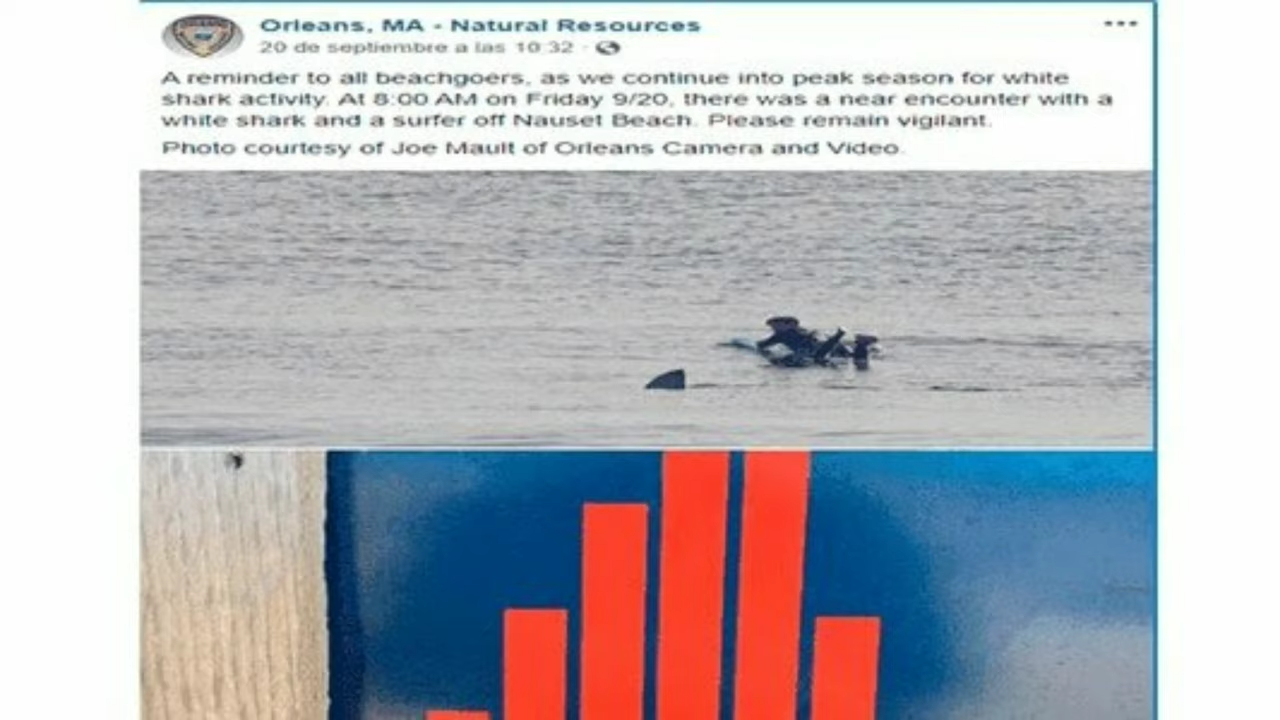 Orleans, MA - Natural Resources
20 de septiembre a las 10:32 ·
A reminder to all beachgoers, as we continue into peak season for white
shark activity. At 8:00 AM on Friday 9/20, there was a near encounter with a
white shark and a surfer off Nauset Beach. Please remain vigilant.
Photo courtesy of Joe Mault of Orleans Camera and Video.